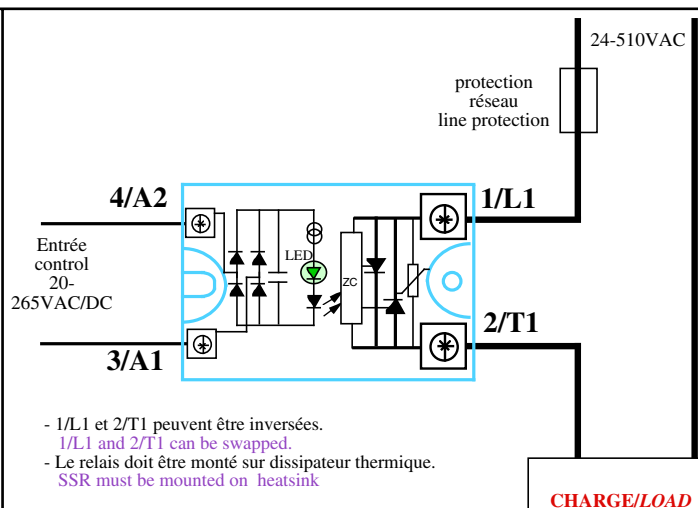 24-510VAC
protection
réseau
line protection
4/A2
1/L1
Entrée
control
20-
265VAC/DC
LED
ZC
3/A1
2/T1
- 1/L1 et 2/T1 peuvent être inversées.
1/L1 and 2/T1 can be swapped.
- Le relais doit être monté sur dissipateur thermique.
SSR must be mounted on heatsink
CHARGE/LOAD